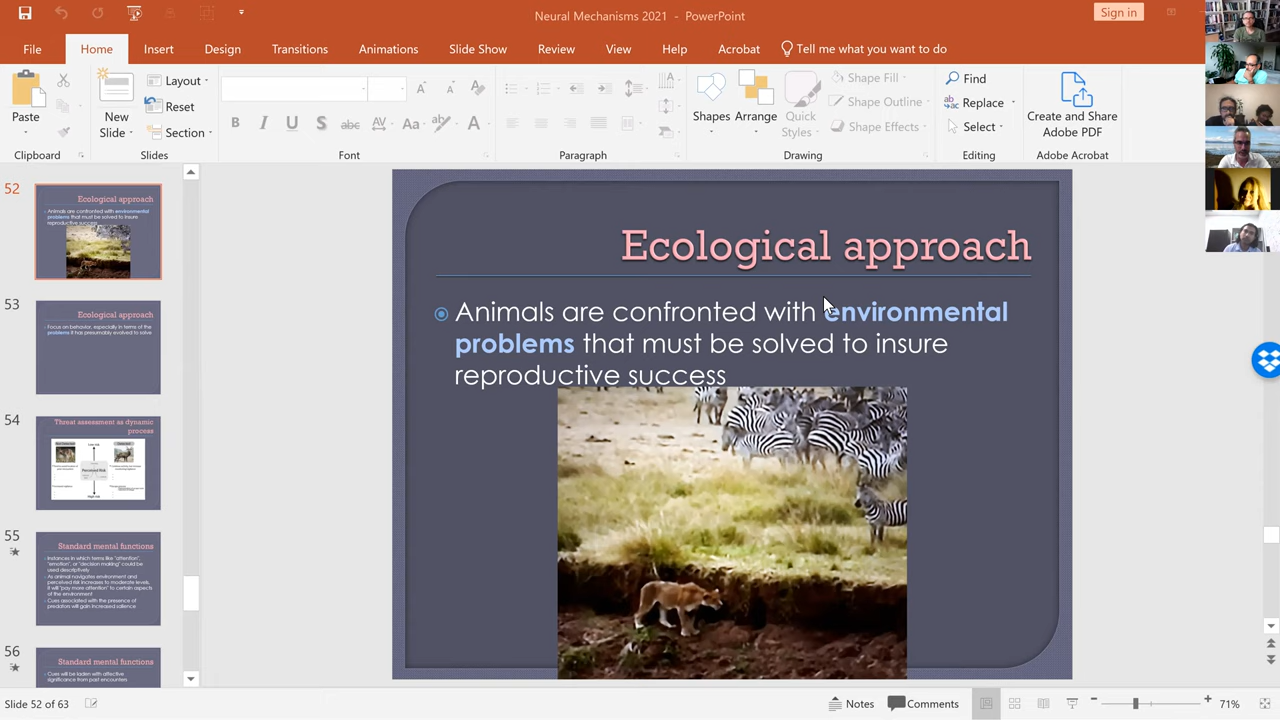 Neural Mechanisms 2021 - PowerPoint
Sign in
File Home Insert Design Transitions Animations Slide Show Review View Help Acrobat Tell me what you want to do
Paste
Clipboard
New Slide
Layout
Reset
Section
Slides
B I U S abc AV Aa A
Font
Paragraph
Shapes
Arrange
Quick Styles
Shape Fill
Shape Outline
Shape Effects
Drawing
Find
Replace
Select
Editing
Create and Share Adobe PDF
Adobe Acrobat
52
Ecological approach
Animals are confronted with environmental
problems that must be solved to insure
reproductive success
53
Ecological approach
Focus on behavior, especially in terms of the
problems it has presumably evolved to solve
54
Threat assessment as dynamic
process
Low risk
Perceived Risk
High risk
55
Standard mental functions
Instances in which terms like "attention",
"emotion", or "decision making" could be
used descriptively
As animal navigates environment and
perceived risk increases to moderate levels,
it will "pay more attention" to certain aspects
of the environment
Cues associated with the presence of
predators will gain increased salience
56
Standard mental functions
Cues will be laden with affective
significance from past encounters
Ecological approach
Animals are confronted with environmental
problems that must be solved to insure
reproductive success
Slide 52 of 63
Notes
Comments
71%